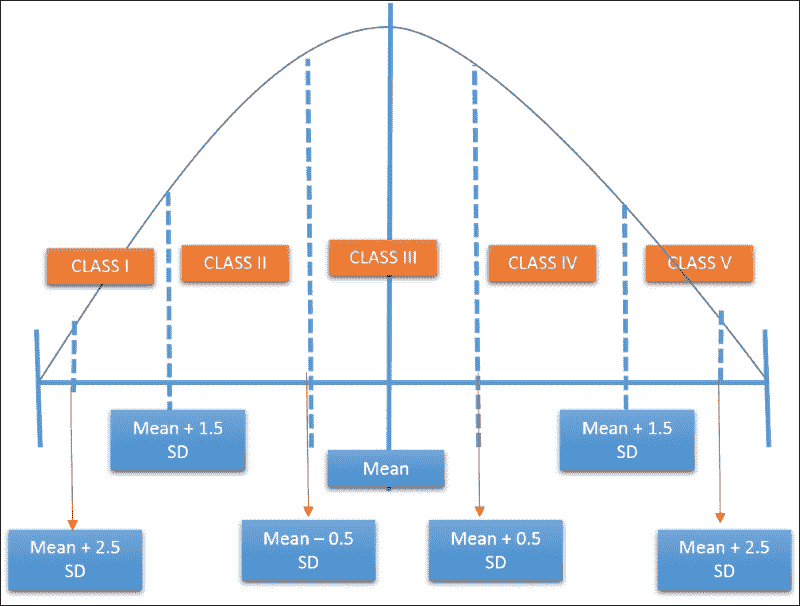 CLASS I
CLASS II
CLASS III
CLASS IV
CLASS V
Mean + 1.5
SD
Mean + 1.5
SD
Mean
Mean + 2.5
SD
Mean – 0.5
SD
Mean + 0.5
SD
Mean + 2.5
SD